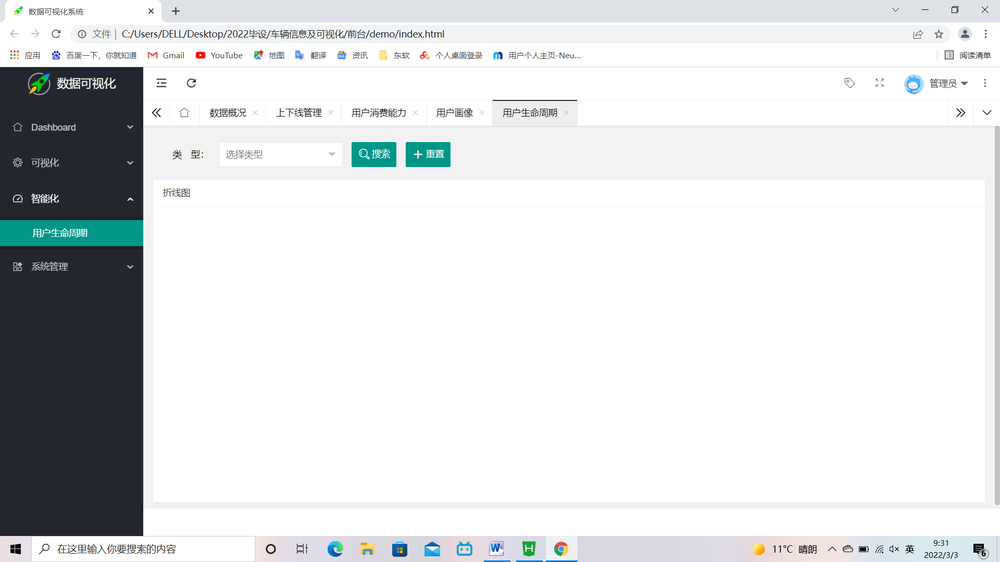 数据可视化系统
文件 | C:/Users/DELL/Desktop/2022毕设/车辆信息及可视化/前台/demo/index.html
应用 百度一下，你就知道 Gmail YouTube 地图 翻译 资讯 东软 个人桌面登录 用户个人主页-Neu... 阅读清单
数据可视化 管理员
数据概况 上下线管理 用户消费能力 用户画像 用户生命周期
Dashboard
可视化
智能化
用户生命周期
系统管理
类 型： 选择类型 搜索 重置
折线图
在这里输入你要搜索的内容
11°C 晴朗 英 9:31
2022/3/3 6